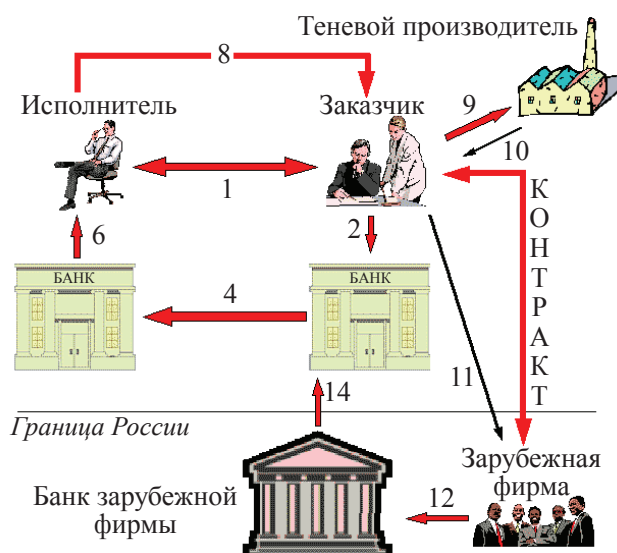 Теневой производитель
8
Исполнитель
Заказчик
9
10
1
КОНТРАКТ
6
2
БАНК
БАНК
4
11
14
Граница России
Зарубежная
фирма
Банк зарубежной
фирмы
12